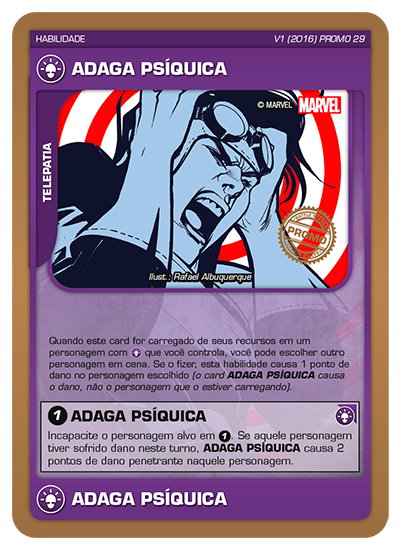 HABILIDADE
V1 (2016) PROMO 29
ADAGA PSÍQUICA
TELEPATIA
© MARVEL MARVEL
PROMO
Ilust.: Rafael Albuquerque
Quando este card for carregado de seus recursos em um
personagem com que você controla, você pode escolher outro
personagem em cena. Se o fizer, esta habilidade causa 1 ponto de
dano no personagem escolhido (o card ADAGA PSÍQUICA causa
o dano, não o personagem que o estiver carregando).
1 ADAGA PSÍQUICA
Incapacite o personagem alvo em 1. Se aquele personagem
tiver sofrido dano neste turno, ADAGA PSÍQUICA causa 2
pontos de dano penetrante naquele personagem.
ADAGA PSÍQUICA